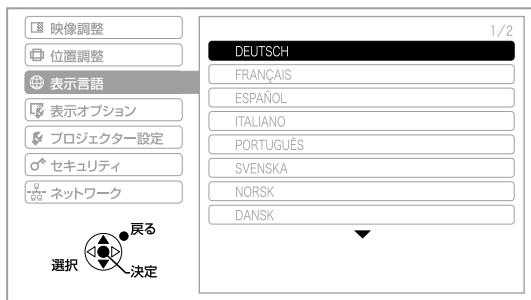 映像調整
位置調整
表示言語
表示オプション
プロジェクター設定
セキュリティ
ネットワーク
戻る
選択
決定
1/2
DEUTSCH
FRANÇAIS
ESPAÑOL
ITALIANO
PORTUGUÊS
SVENSKA
NORSK
DANSK